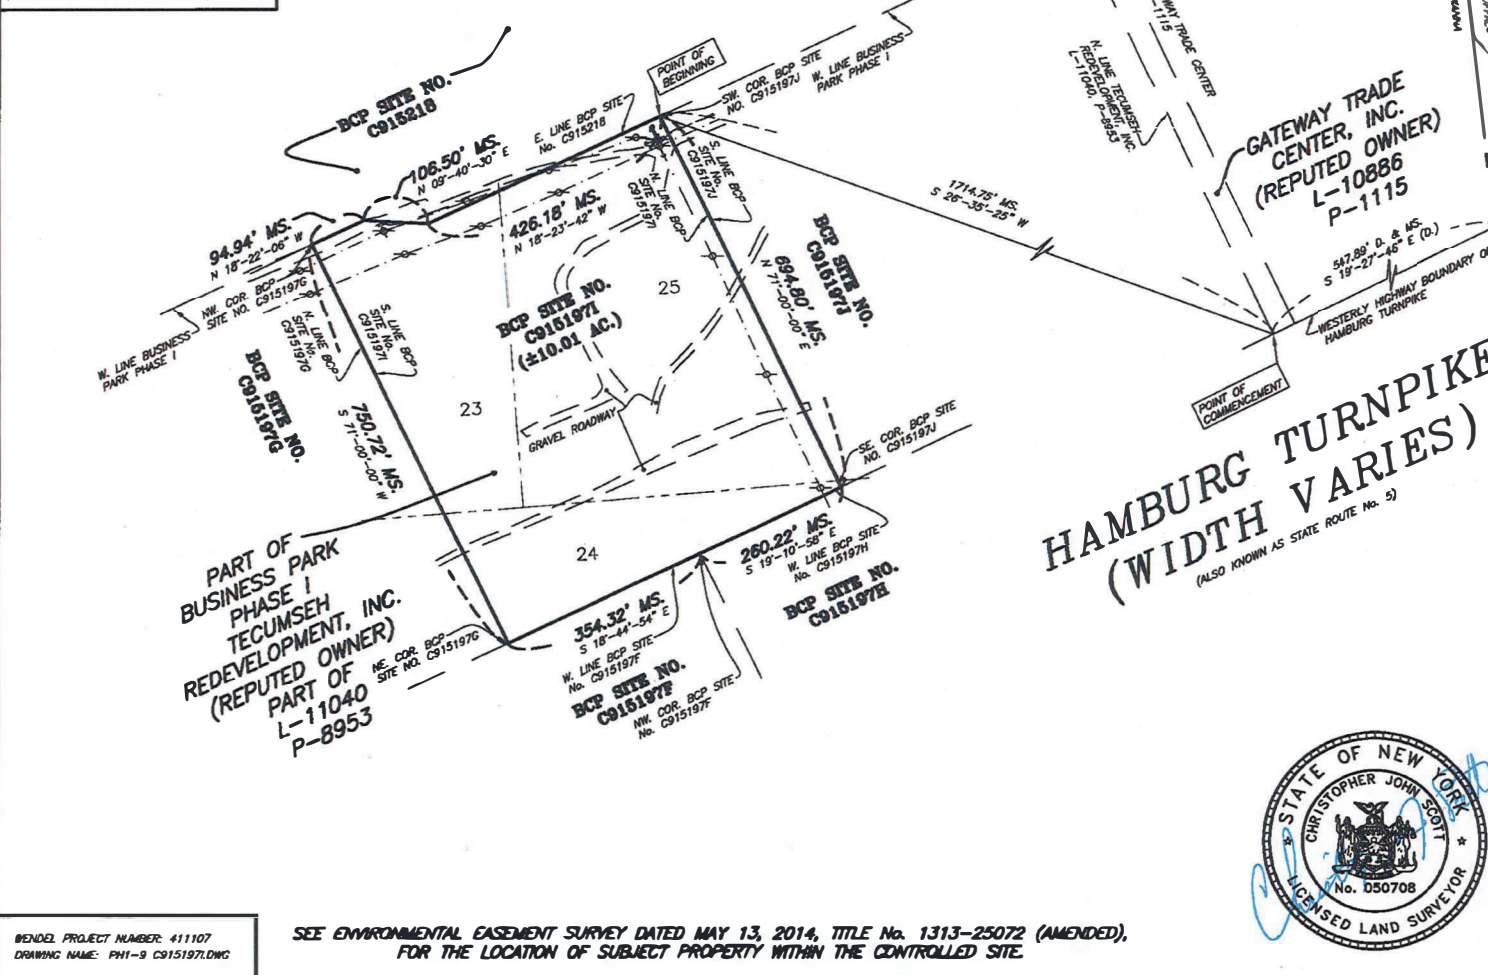 BCP SITE NO.
C915218
POINT OF
BEGINNING
SW. COR. BCP SITE
NO. C915197J
W. LINE BUSINESS
PARK PHASE I
WAY TRADE CENTER
-1115
N. LINE TECUMSEH
REDEVELOPMENT, INC.
L-11040, P-8953
GATEWAY TRADE
CENTER, INC.
(REPUTED OWNER)
L-10886
P-1115
106.50' MS.
N 09'-40'-30" E
E. LINE BCP SITE
No. C915218
94.94' MS.
N 18'-22'-06" W
426.18' MS.
N 18'-23'-42" W
N. LINE BCP
SITE No.
C915197I
S. LINE BCP
SITE No.
C915197J
1714.75' MS.
S 26'-35'-25" W
547.89' D. & MS.
S 19'-27'-46" E (D.)
WESTERLY HIGHWAY BOUNDARY OF
HAMBURG TURNPIKE
NW. COR. BCP
SITE NO. C915197G
W. LINE BUSINESS
PARK PHASE I
N. LINE BCP
SITE No.
C915197G
S. LINE BCP
SITE No.
C915197I
BCP SITE NO.
C915197I
(±10.01 AC.)
25
694.80' MS.
N 71'-00'-00" E
BCP SITE NO.
C915197J
BCP SITE NO.
C915197G
750.72' MS.
S 71'-00'-00" W
23
GRAVEL ROADWAY
POINT OF
COMMENCEMENT
SE. COR. BCP SITE
NO. C915197J
HAMBURG TURNPIKE
(WIDTH VARIES)
(ALSO KNOWN AS STATE ROUTE No. 5)
24
260.22' MS.
S 19'-10'-58" E
W. LINE BCP SITE
No. C915197H
BCP SITE NO.
C915197H
PART OF
BUSINESS PARK
PHASE I
TECUMSEH
REDEVELOPMENT, INC.
(REPUTED OWNER)
PART OF
L-11040
P-8953
NE. COR. BCP
SITE NO. C915197G
354.32' MS.
S 18'-44'-54" E
W. LINE BCP SITE
No. C915197F
BCP SITE NO.
C915197F
NW. COR. BCP SITE
No. C915197F
STATE OF NEW YORK
CHRISTOPHER JOHN SCOTT
No. 050708
LICENSED LAND SURVEYOR
WENDEL PROJECT NUMBER: 411107
DRAWING NAME: PH1-9 C915197I.DWG
SEE ENVIRONMENTAL EASEMENT SURVEY DATED MAY 13, 2014, TITLE No. 1313-25072 (AMENDED),
FOR THE LOCATION OF SUBJECT PROPERTY WITHIN THE CONTROLLED SITE.